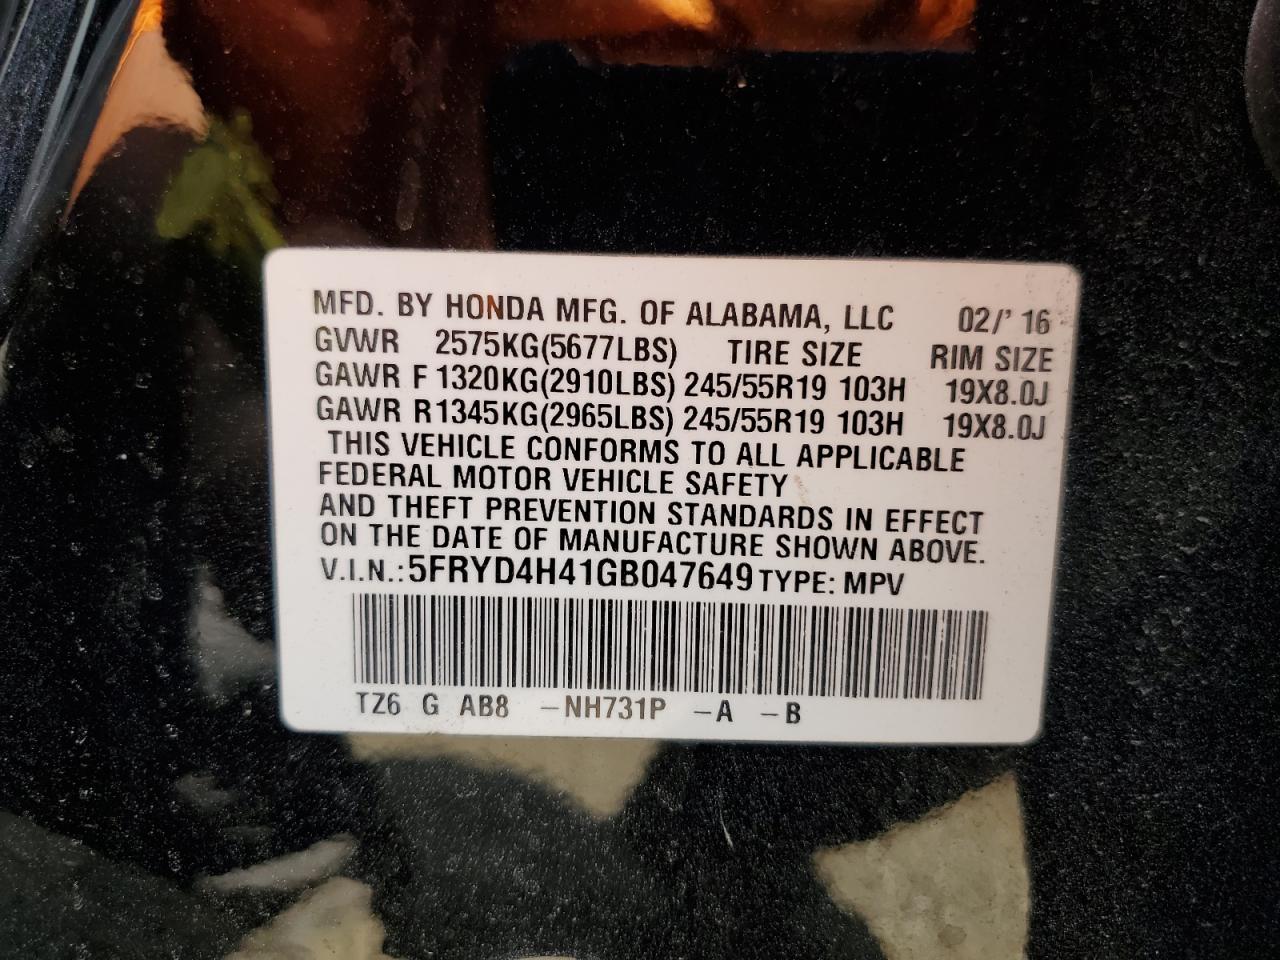 MFD. BY HONDA MFG. OF ALABAMA, LLC 02/' 16
GVWR 2575KG(5677LBS) TIRE SIZE RIM SIZE
GAWR F 1320KG(2910LBS) 245/55R19 103H 19X8.0J
GAWR R1345KG(2965LBS) 245/55R19 103H 19X8.0J
THIS VEHICLE CONFORMS TO ALL APPLICABLE
FEDERAL MOTOR VEHICLE SAFETY
AND THEFT PREVENTION STANDARDS IN EFFECT
ON THE DATE OF MANUFACTURE SHOWN ABOVE.
V.I.N.: 5FRYD4H41GB047649 TYPE: MPV
TZ6 G AB8 -NH731P -A -B